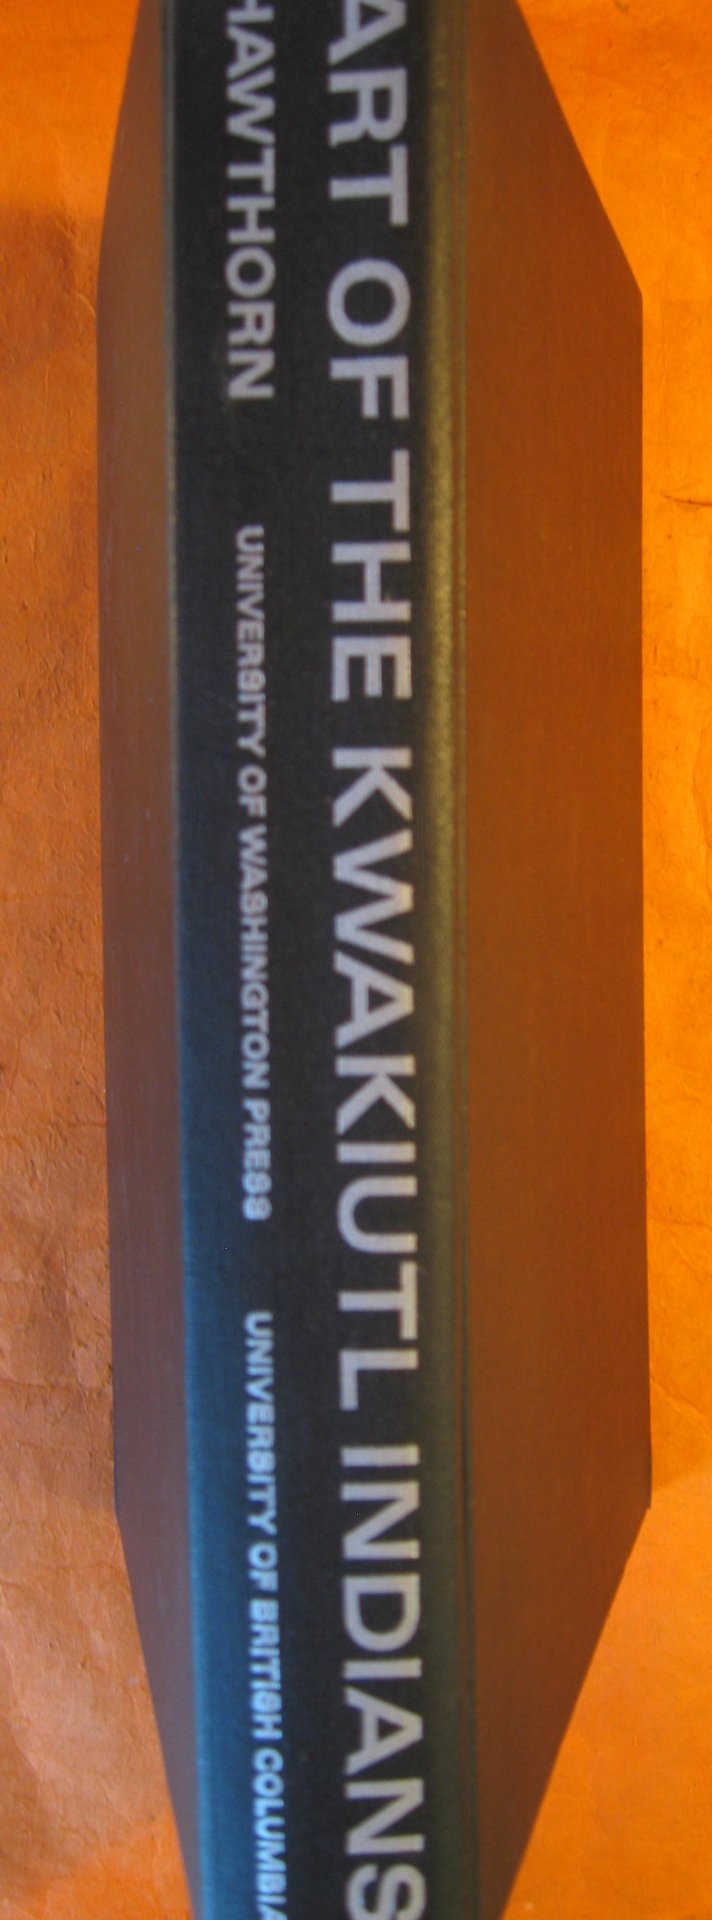 ART OF THE KWAKIUTL INDIANS
HAWTHORN UNIVERSITY OF WASHINGTON PRESS UNIVERSITY OF BRITISH COLUMBIA